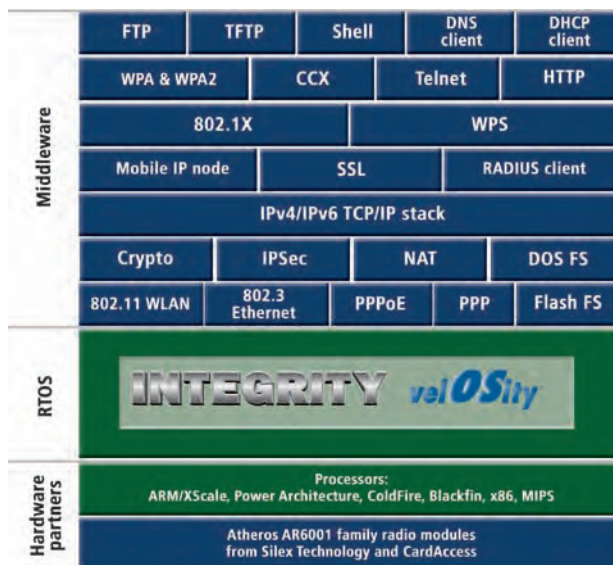 Middleware
FTP
TFTP
Shell
DNS
client
DHCP
client
WPA & WPA2
CCX
Telnet
HTTP
802.1X
WPS
Mobile IP node
SSL
RADIUS client
IPv4/IPv6 TCP/IP stack
Crypto
IPSec
NAT
DOS FS
802.11 WLAN
802.3
Ethernet
PPPoE
PPP
Flash FS
RTOS
INTEGRITY
velOSity
Hardware
partners
Processors:
ARM/XScale, Power Architecture, ColdFire, Blackfin, x86, MIPS
Atheros AR6001 family radio modules
from Silex Technology and CardAccess